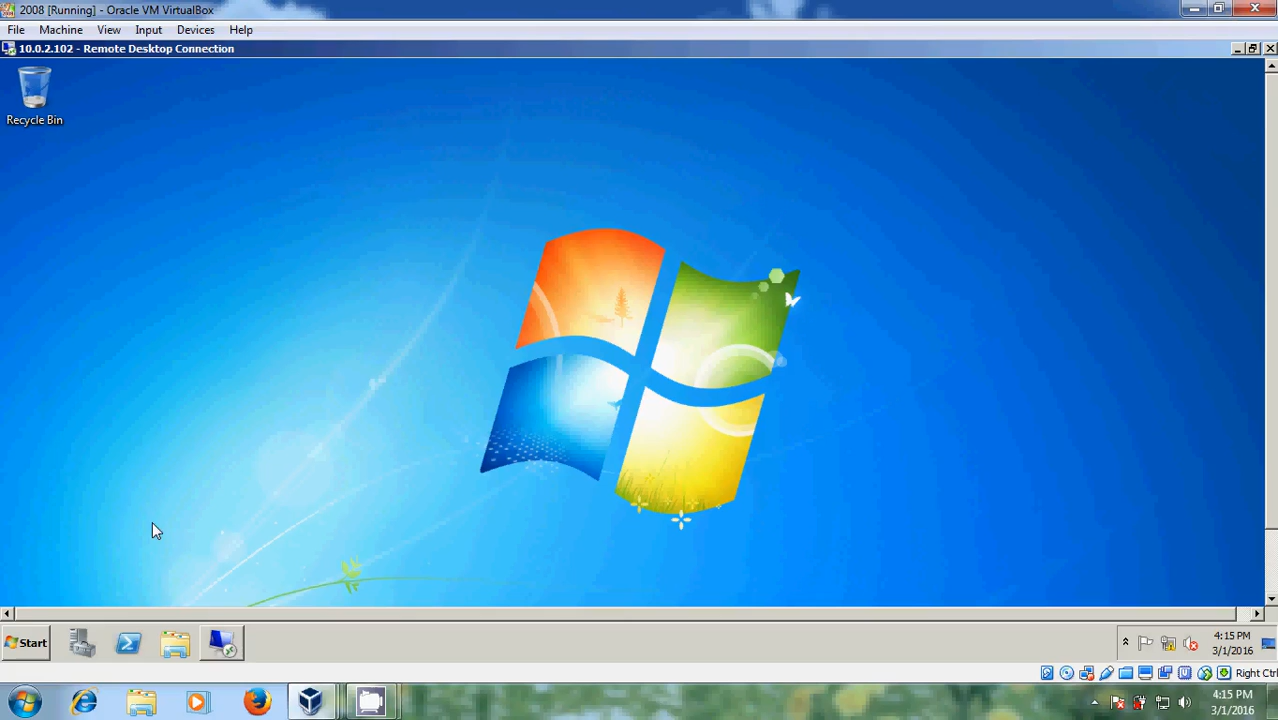 2008 [Running] - Oracle VM VirtualBox
File Machine View Input Devices Help
10.0.2.102 - Remote Desktop Connection
Recycle Bin
Start
4:15 PM
3/1/2016
Right Ctrl
4:15 PM
3/1/2016